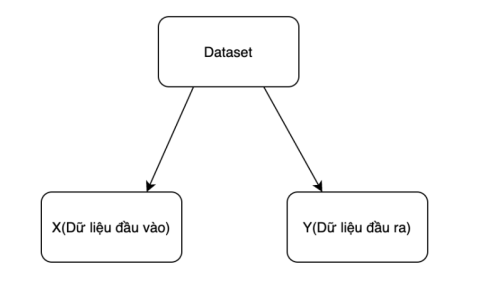 Dataset
X(Dữ liệu đầu vào)
Y(Dữ liệu đầu ra)